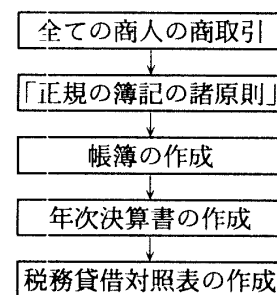 全ての商人の商取引
「正規の簿記の諸原則」
帳簿の作成
年次決算書の作成
税務貸借対照表の作成